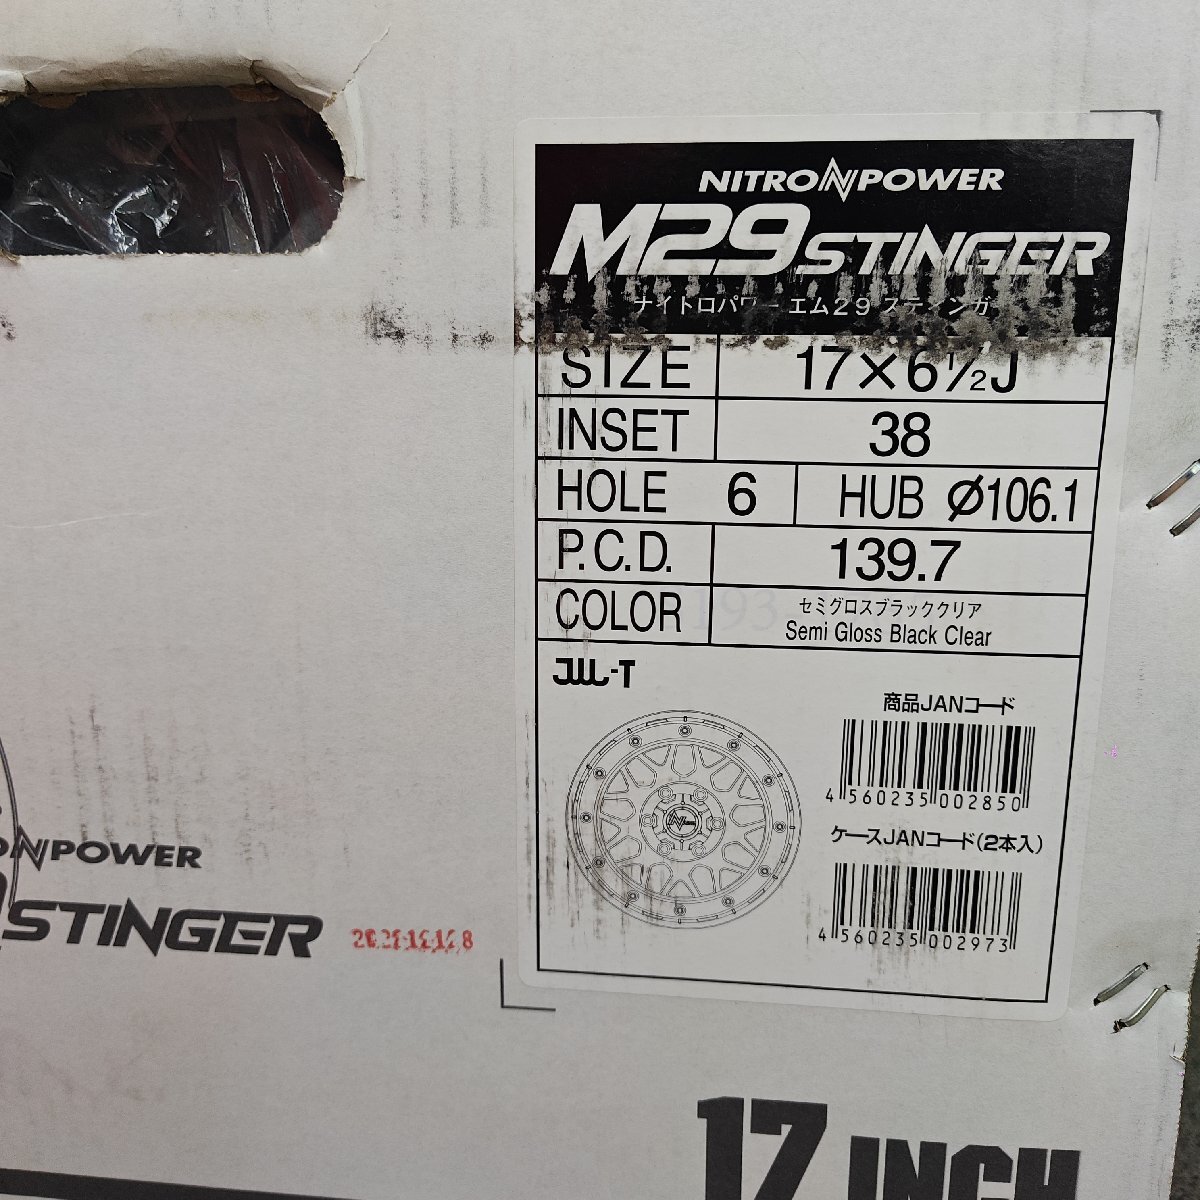 NITRO POWER
M29 STINGER
ナイトロパワー エム29 スティンガー
SIZE 17×6½J
INSET 38
HOLE 6 HUB Ø106.1
P.C.D. 139.7
COLOR セミグロスブラッククリア
Semi Gloss Black Clear
JWL-T
商品JANコード
4 560235 002850
ケースJANコード(2本入)
4 560235 002973
POWER
STINGER
17 INCH